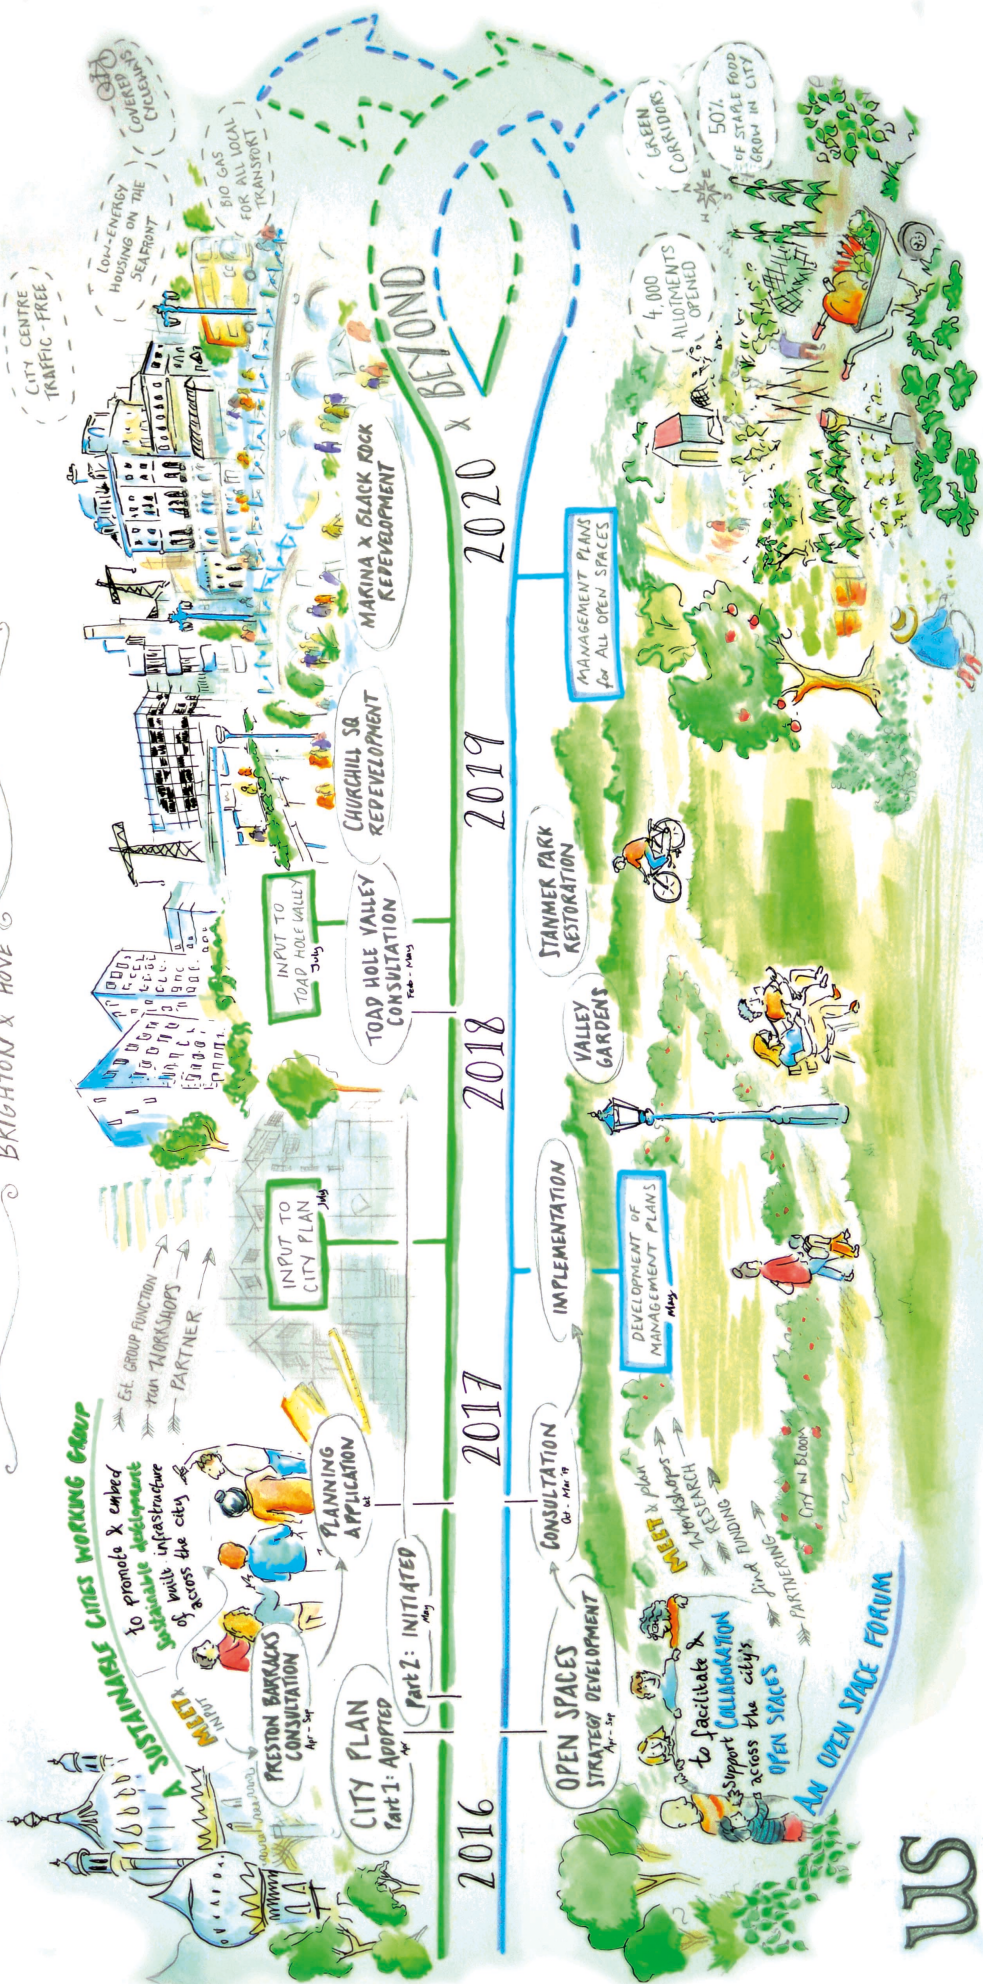 BRIGHTON & HOVE
A SUSTAINABLE CITIES WORKING GROUP
to promote & embed
sustainable development
of built infrastructure
across the city
MEET &
INPUT
Est. GROUP FUNCTION
run WORKSHOPS
PARTNER
PRESTON BARRACKS
CONSULTATION
Apr - Sep
CITY PLAN
Part 1: ADOPTED
Apr
Part 2: INITIATED
May
PLANNING
APPLICATION
Oct
INPUT TO
CITY PLAN
July
INPUT TO
TOAD HOLE VALLY
July
TOAD HOLE VALLEY
CONSULTATION
Feb - May
CHURCHILL SQ
REDEVELOPMENT
MARINA & BLACK ROCK
REDEVELOPMENT
CITY CENTRE
TRAFFIC-FREE
LOW-ENERGY
HOUSING ON THE
SEAFRONT
COVERED
CYCLEWAYS
BIO GAS
FOR ALL LOCAL
TRANSPORT
2016
2017
2018
2019
2020
& BEYOND
OPEN SPACES
STRATEGY DEVELOPMENT
Apr - Sep
CONSULTATION
Oct - Mar '17
IMPLEMENTATION
DEVELOPMENT OF
MANAGEMENT PLANS
May
VALLEY
GARDENS
STANMER PARK
RESTORATION
MANAGEMENT PLANS
for ALL OPEN SPACES
4,000
ALLOTMENTS
OPENED
GREEN
CORRIDORS
50%
OF STAPLE FOOD
GROW IN CITY
N
E
S
to facilitate &
support COLLABORATION
across the city's
OPEN SPACES
AN OPEN SPACE FORUM
MEET & plan
Workshops
RESEARCH
find FUNDING
PARTNERING
CITY IN BLOOM